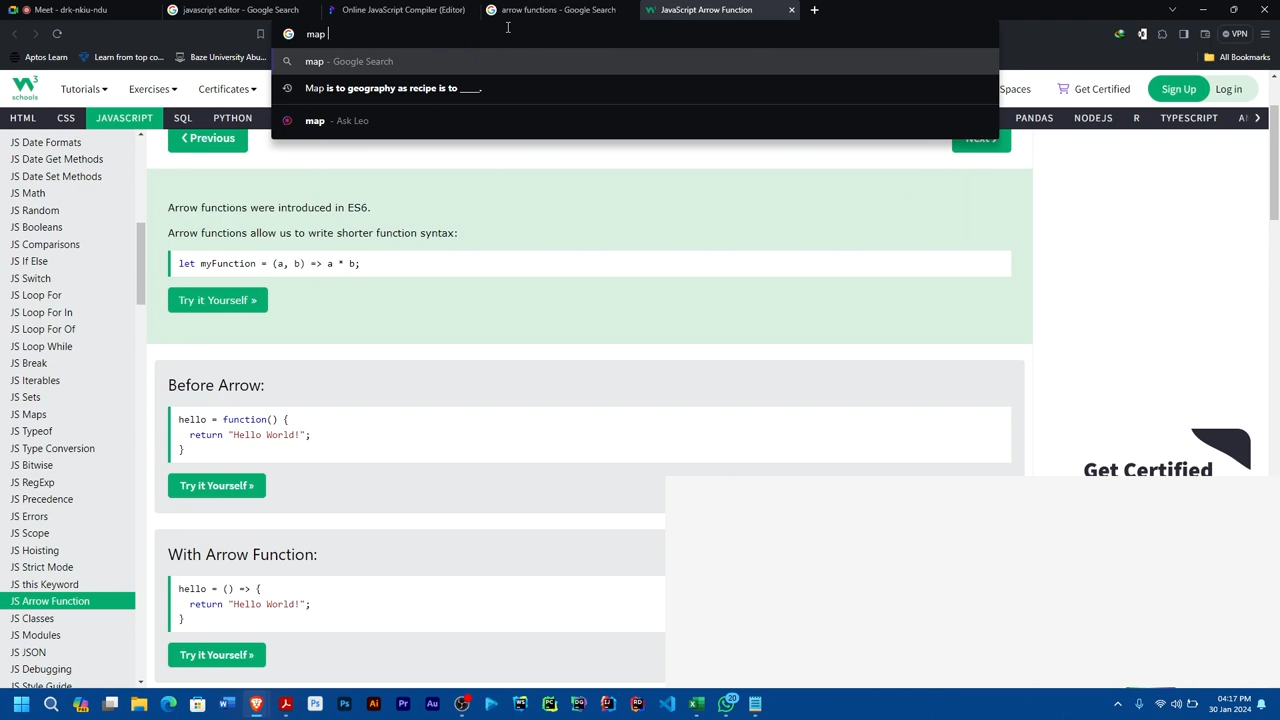 Meet - drk-nkiu-ndu
javascript editor - Google Search
Online JavaScript Compiler (Editor)
arrow functions - Google Search
JavaScript Arrow Function
map
VPN
Aptos Learn
Learn from top co...
Baze University Abu...
All Bookmarks
map - Google Search
Map is to geography as recipe is to ____.
map - Ask Leo
W3
schools
Tutorials
Exercises
Certificates
Spaces
Get Certified
Sign Up
Log in
HTML
CSS
JAVASCRIPT
SQL
PYTHON
PANDAS
NODEJS
R
TYPESCRIPT
❮ Previous
Next ❯
JS Date Formats
JS Date Get Methods
JS Date Set Methods
JS Math
JS Random
JS Booleans
JS Comparisons
JS If Else
JS Switch
JS Loop For
JS Loop For In
JS Loop For Of
JS Loop While
JS Break
JS Iterables
JS Sets
JS Maps
JS Typeof
JS Type Conversion
JS Bitwise
JS RegExp
JS Precedence
JS Errors
JS Scope
JS Hoisting
JS Strict Mode
JS this Keyword
JS Arrow Function
JS Classes
JS Modules
JS JSON
JS Debugging
JS Style Guide
Arrow functions were introduced in ES6.
Arrow functions allow us to write shorter function syntax:
let myFunction = (a, b) => a * b;
Try it Yourself »
Before Arrow:
hello = function() {
return "Hello World!";
}
Try it Yourself »
With Arrow Function:
hello = () => {
return "Hello World!";
}
Try it Yourself »
Get Certified
20
04:17 PM
30 Jan 2024